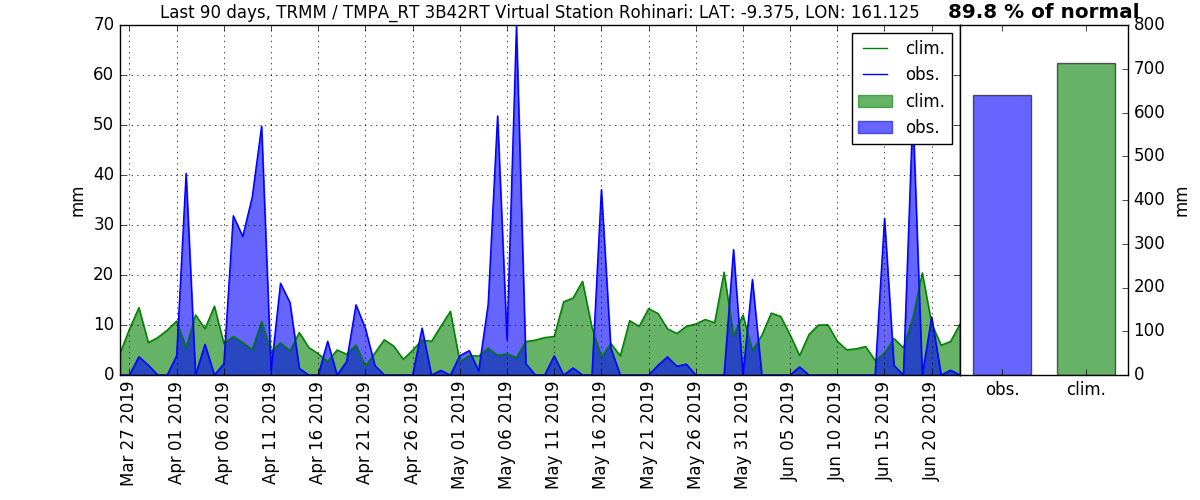 Last 90 days, TRMM / TMPA_RT 3B42RT Virtual Station Rohinari: LAT: -9.375, LON: 161.125
89.8 % of normal
70
60
50
40
30
20
10
0
mm
clim.
obs.
clim.
obs.
800
700
600
500
400
300
200
100
0
mm
obs.
clim.
Mar 27 2019
Apr 01 2019
Apr 06 2019
Apr 11 2019
Apr 16 2019
Apr 21 2019
Apr 26 2019
May 01 2019
May 06 2019
May 11 2019
May 16 2019
May 21 2019
May 26 2019
May 31 2019
Jun 05 2019
Jun 10 2019
Jun 15 2019
Jun 20 2019